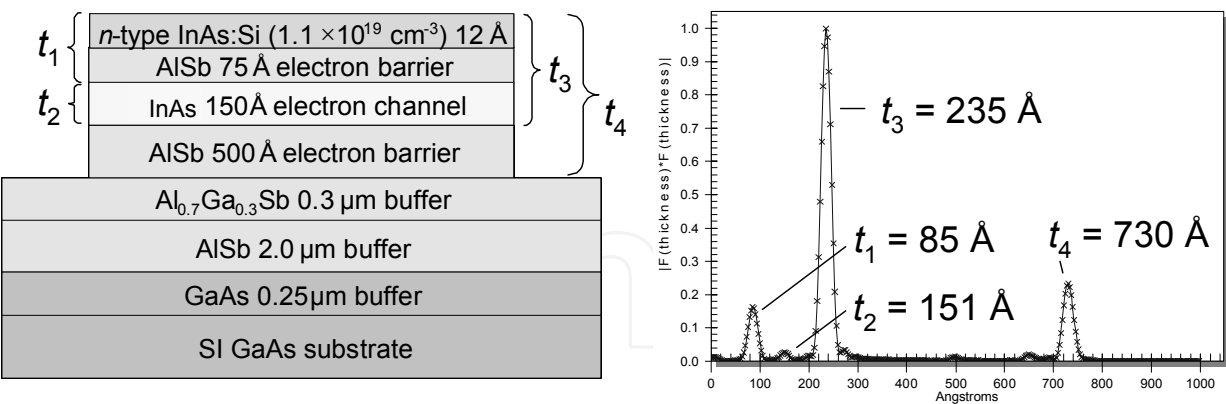 n-type InAs:Si (1.1 ×10¹⁹ cm⁻³) 12 Å
AlSb 75 Å electron barrier
InAs 150Å electron channel
AlSb 500 Å electron barrier
Al₀.₇Ga₀.₃Sb 0.3 µm buffer
AlSb 2.0 µm buffer
GaAs 0.25µm buffer
SI GaAs substrate
t₁
t₂
t₃
t₄
|F(thickness)*F(thickness)|
1.0
0.9
0.8
0.7
0.6
0.5
0.4
0.3
0.2
0.1
0.0
t₃ = 235 Å
t₁ = 85 Å
t₄ = 730 Å
t₂ = 151 Å
0 100 200 300 400 500 600 700 800 900 1000
Angstroms